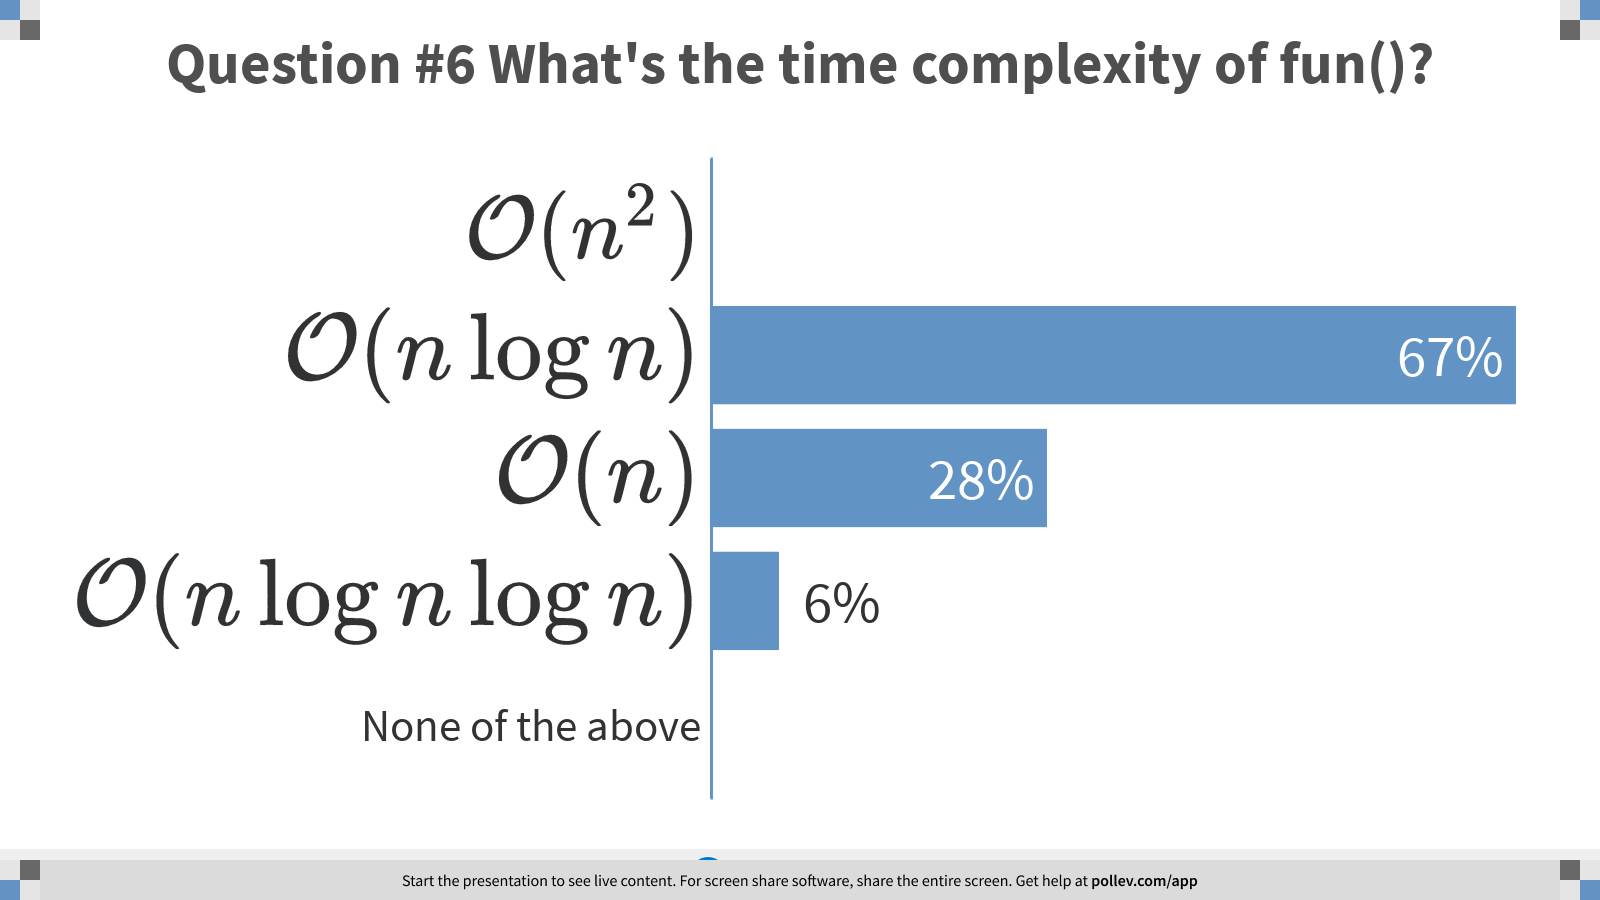 Question #6 What's the time complexity of fun()?
𝒪(n²)
𝒪(n log n)
67%
𝒪(n)
28%
𝒪(n log n log n)
6%
None of the above
Start the presentation to see live content. For screen share software, share the entire screen. Get help at pollev.com/app